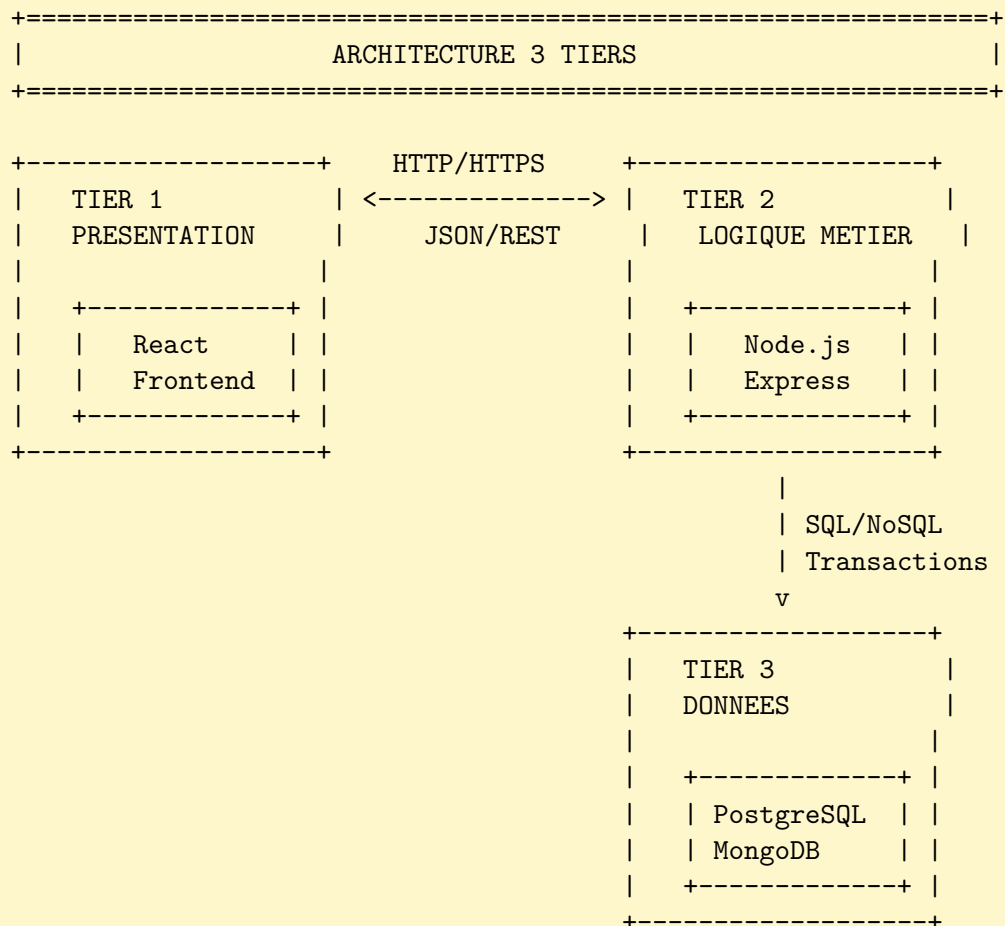 +===============================================================+
|                    ARCHITECTURE 3 TIERS                       |
+===============================================================+

+-------------------+    HTTP/HTTPS     +-------------------+
|   TIER 1           | <--------------> |   TIER 2           |
|   PRESENTATION     |     JSON/REST     |   LOGIQUE METIER   |
|                   |                   |                   |
|   +-------------+ |                   |   +-------------+ |
|   |   React     | |                   |   |   Node.js   | |
|   |   Frontend  | |                   |   |   Express   | |
|   +-------------+ |                   |   +-------------+ |
+-------------------+                   +-------------------+
                                                  |
                                                  | SQL/NoSQL
                                                  | Transactions
                                                  v
                                        +-------------------+
                                        |   TIER 3           |
                                        |   DONNEES          |
                                        |                   |
                                        |   +-------------+ |
                                        |   | PostgreSQL  | |
                                        |   | MongoDB     | |
                                        |   +-------------+ |
                                        +-------------------+